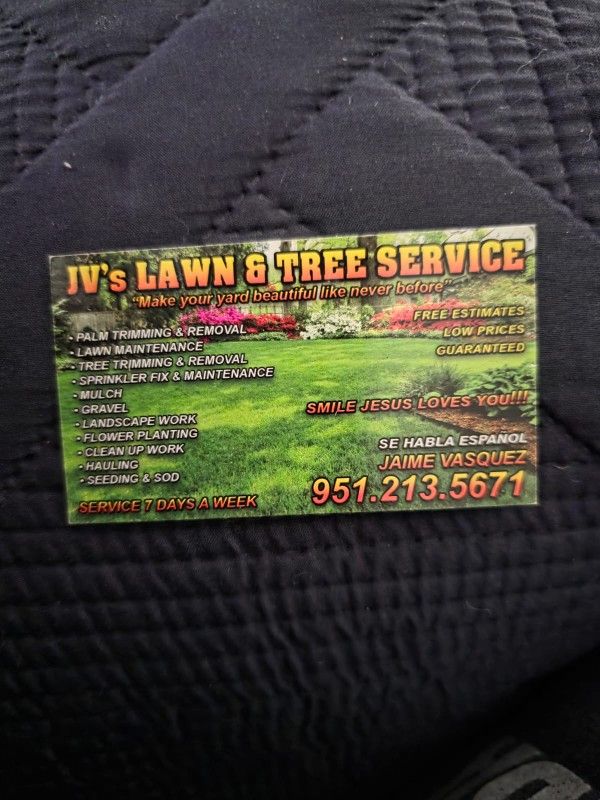 JV's LAWN & TREE SERVICE
"Make your yard beautiful like never before"
• PALM TRIMMING & REMOVAL
• LAWN MAINTENANCE
• TREE TRIMMING & REMOVAL
• SPRINKLER FIX & MAINTENANCE
• MULCH
• GRAVEL
• LANDSCAPE WORK
• FLOWER PLANTING
• CLEAN UP WORK
• HAULING
• SEEDING & SOD
SERVICE 7 DAYS A WEEK
FREE ESTIMATES
LOW PRICES
GUARANTEED
SMILE JESUS LOVES YOU!!!
SE HABLA ESPAÑOL
JAIME VASQUEZ
951.213.5671